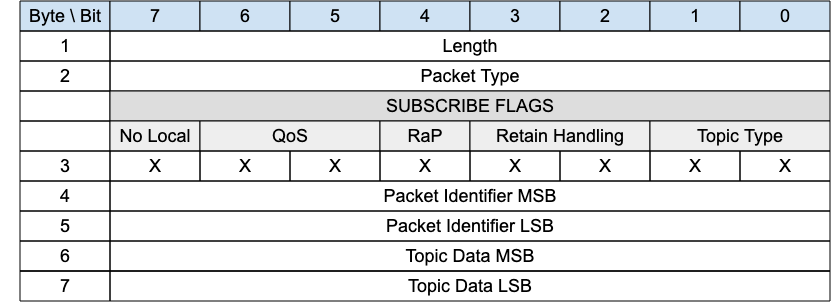 Byte \ Bit 7 6 5 4 3 2 1 0
1 Length
2 Packet Type
SUBSCRIBE FLAGS
No Local QoS RaP Retain Handling Topic Type
3 X X X X X X X X
4 Packet Identifier MSB
5 Packet Identifier LSB
6 Topic Data MSB
7 Topic Data LSB